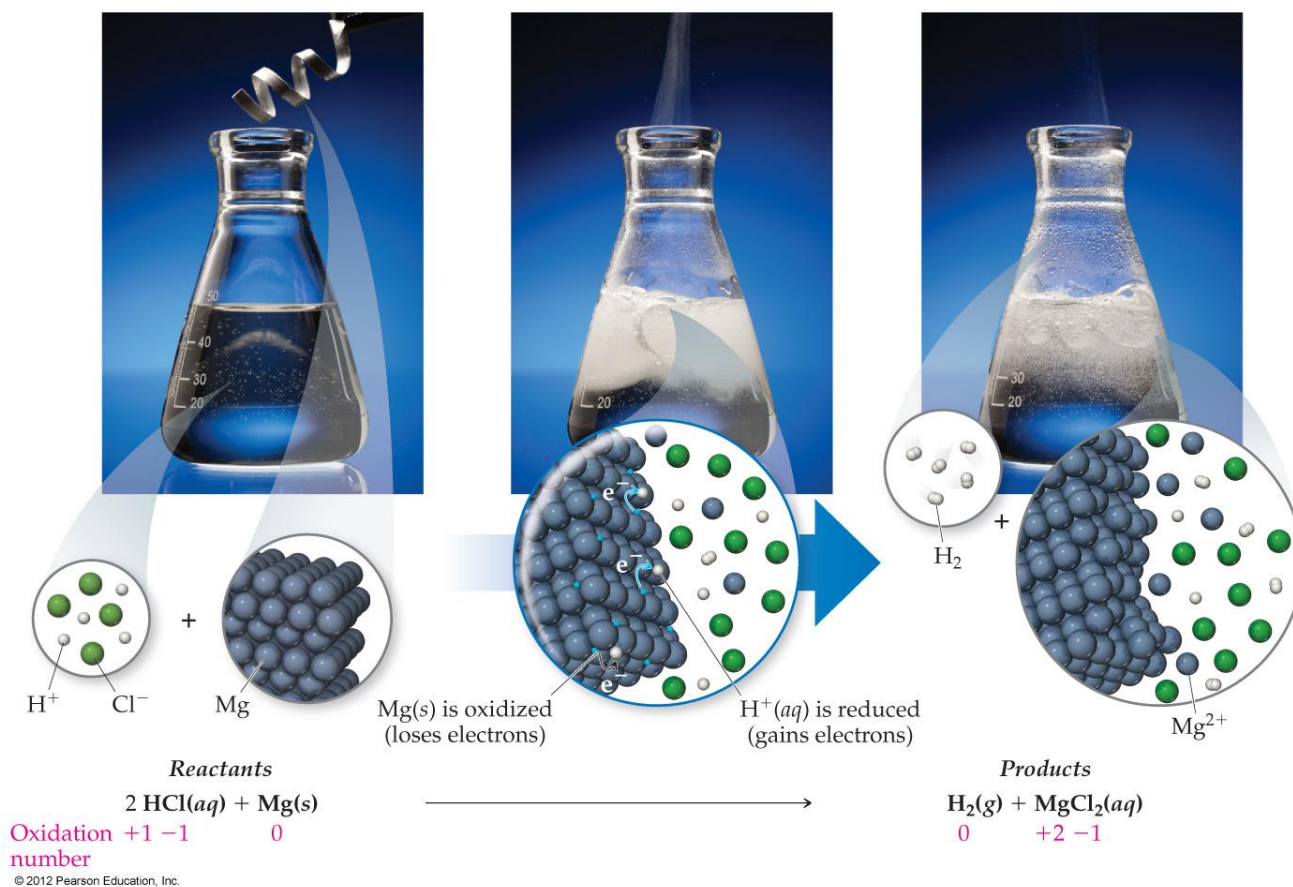 50
40
30
20
20
30
20
e⁻
e⁻
e⁻
+
H⁺
Cl⁻
Mg
Mg(s) is oxidized
(loses electrons)
H⁺(aq) is reduced
(gains electrons)
H₂
+
Mg²⁺
Reactants
2 HCl(aq) + Mg(s)
Oxidation +1 −1 0
number
Products
H₂(g) + MgCl₂(aq)
0 +2 −1
© 2012 Pearson Education, Inc.